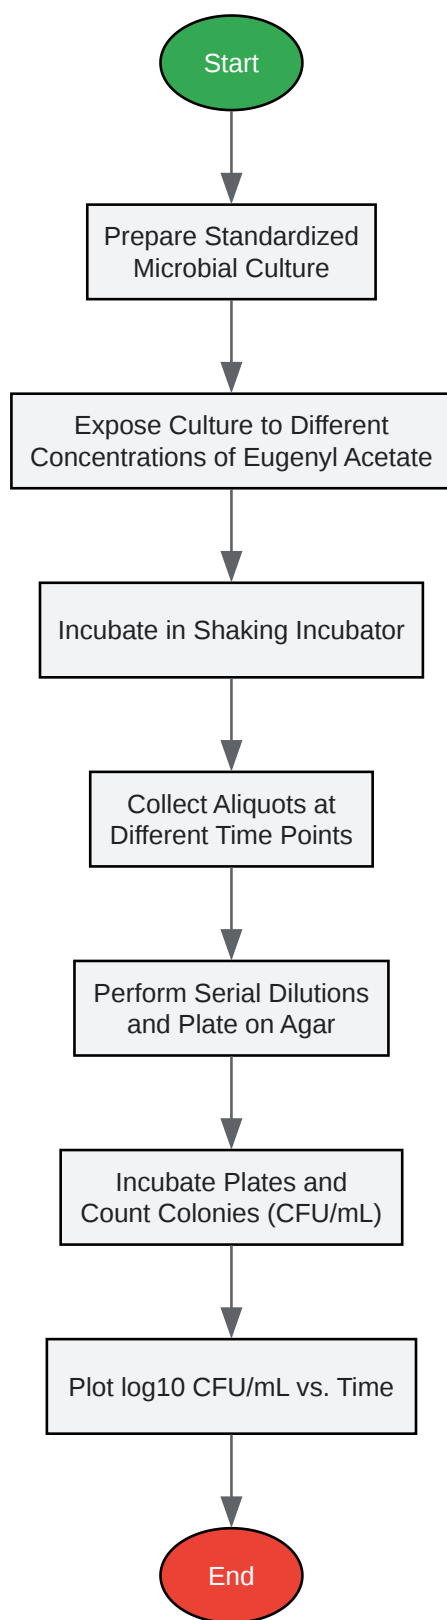 Start
Prepare Standardized
Microbial Culture
Expose Culture to Different
Concentrations of Eugenyl Acetate
Incubate in Shaking Incubator
Collect Aliquots at
Different Time Points
Perform Serial Dilutions
and Plate on Agar
Incubate Plates and
Count Colonies (CFU/mL)
Plot log10 CFU/mL vs. Time
End